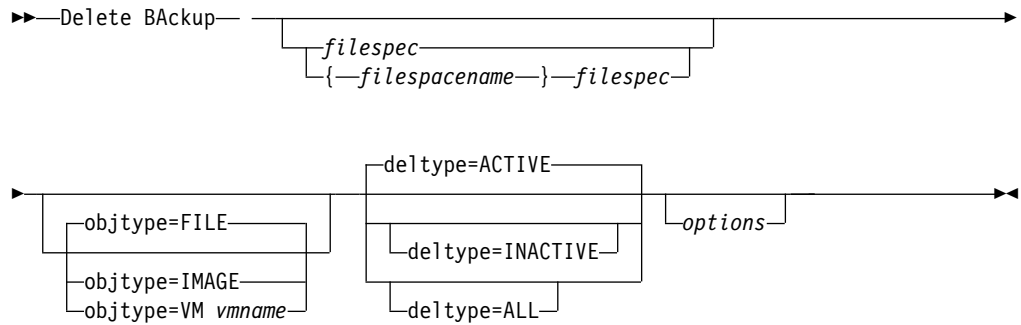 Delete BAckup
filespec
{ filespacename } filespec
deltype=ACTIVE
objtype=FILE
objtype=IMAGE
objtype=VM vmname
deltype=INACTIVE
deltype=ALL
options